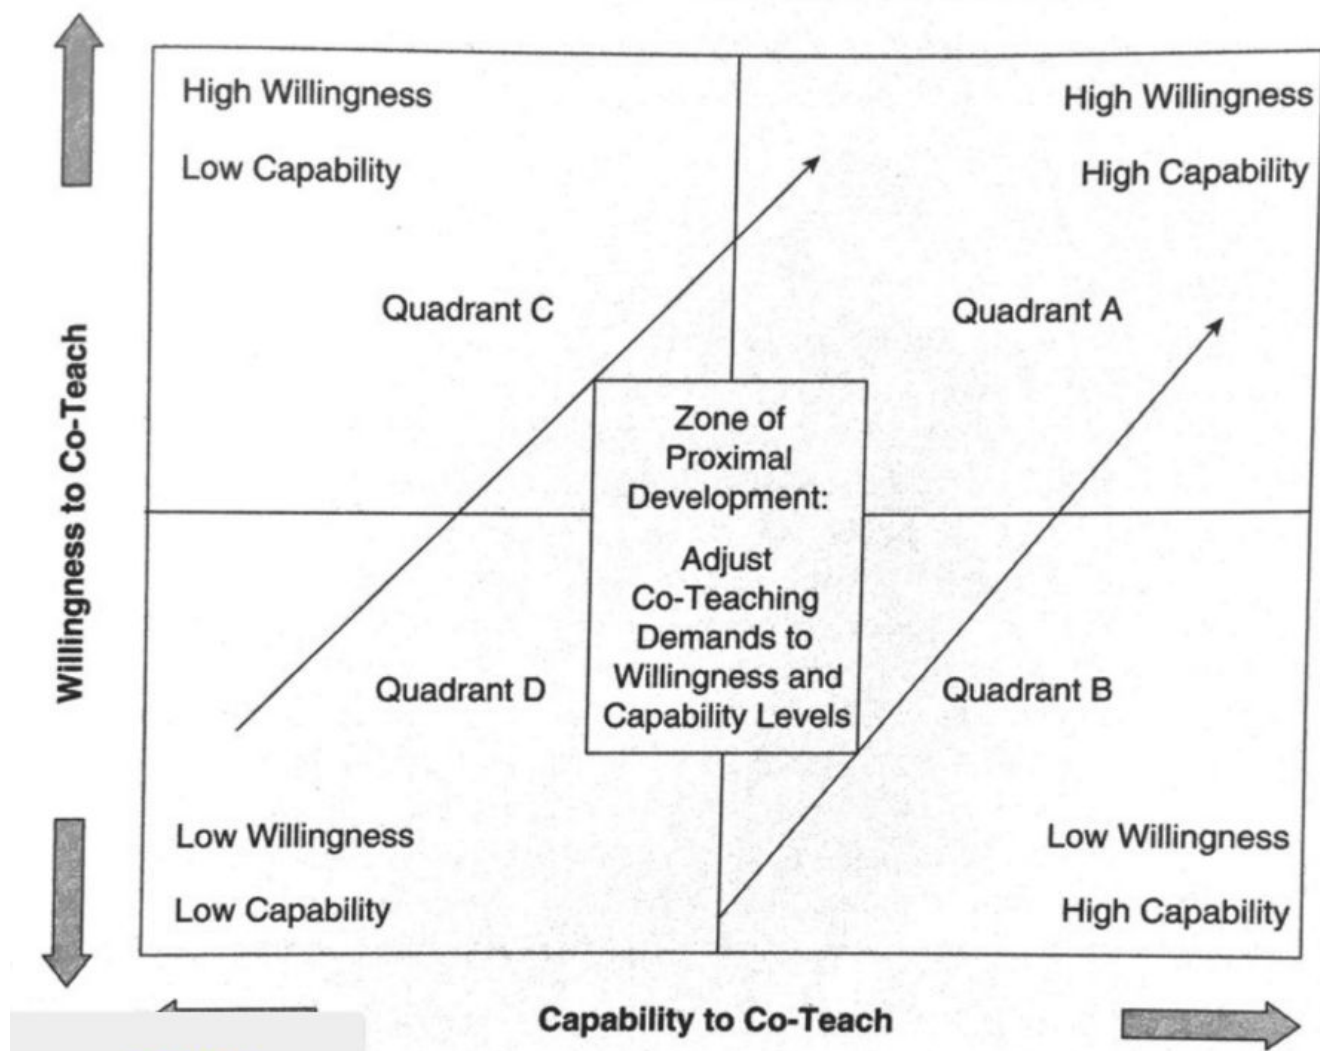 High Willingness
Low Capability
High Willingness
High Capability
Quadrant C
Quadrant A
Willingness to Co-Teach
Zone of
Proximal
Development:
Adjust
Co-Teaching
Demands to
Willingness and
Capability Levels
Quadrant D
Quadrant B
Low Willingness
Low Capability
Low Willingness
High Capability
Capability to Co-Teach